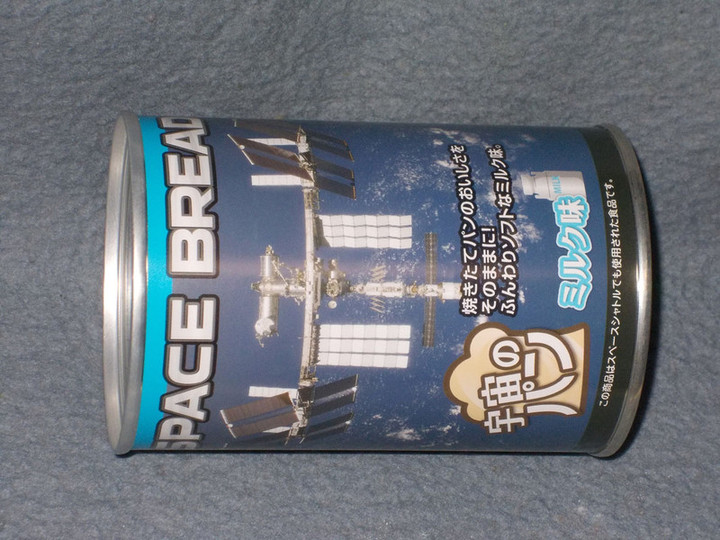 SPACE BREAD
焼きたてパンのおいしさを
そのままに!
ふんわりソフトなミルク味。
宇宙の
パン
MILK
ミルク味
この商品はスペースシャトルでも使用された食品です。